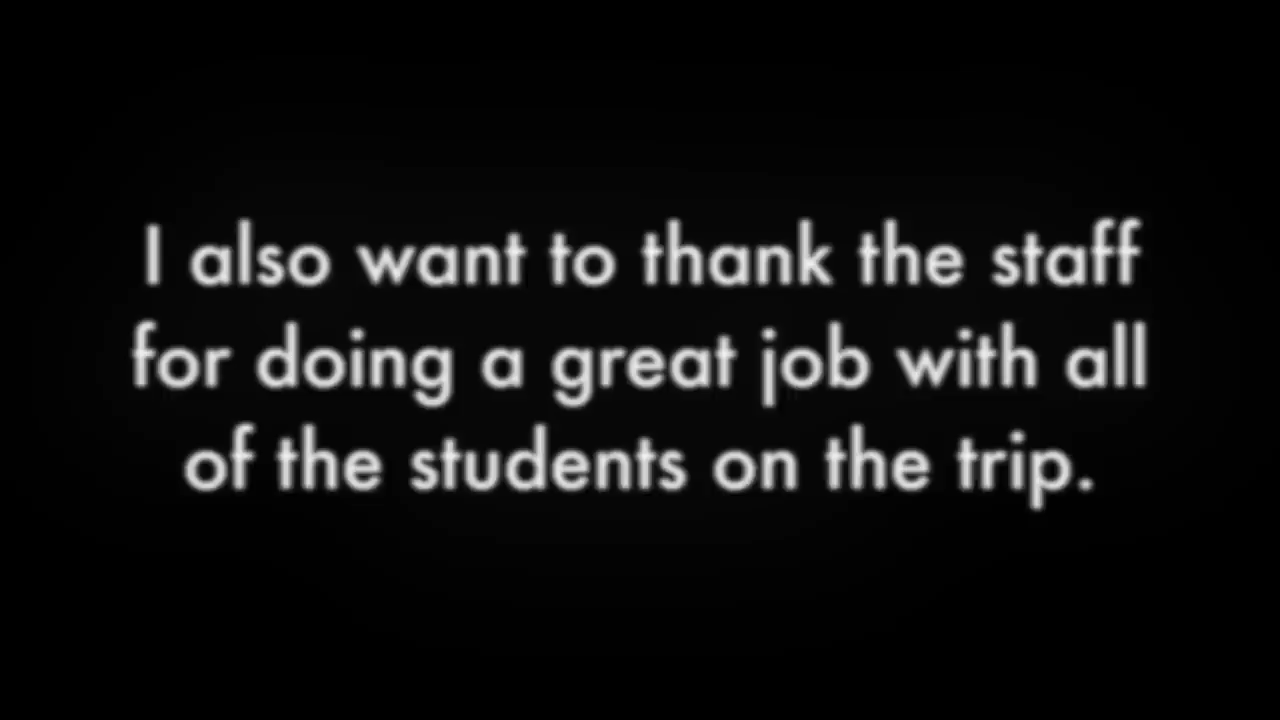 I also want to thank the staff
for doing a great job with all
of the students on the trip.